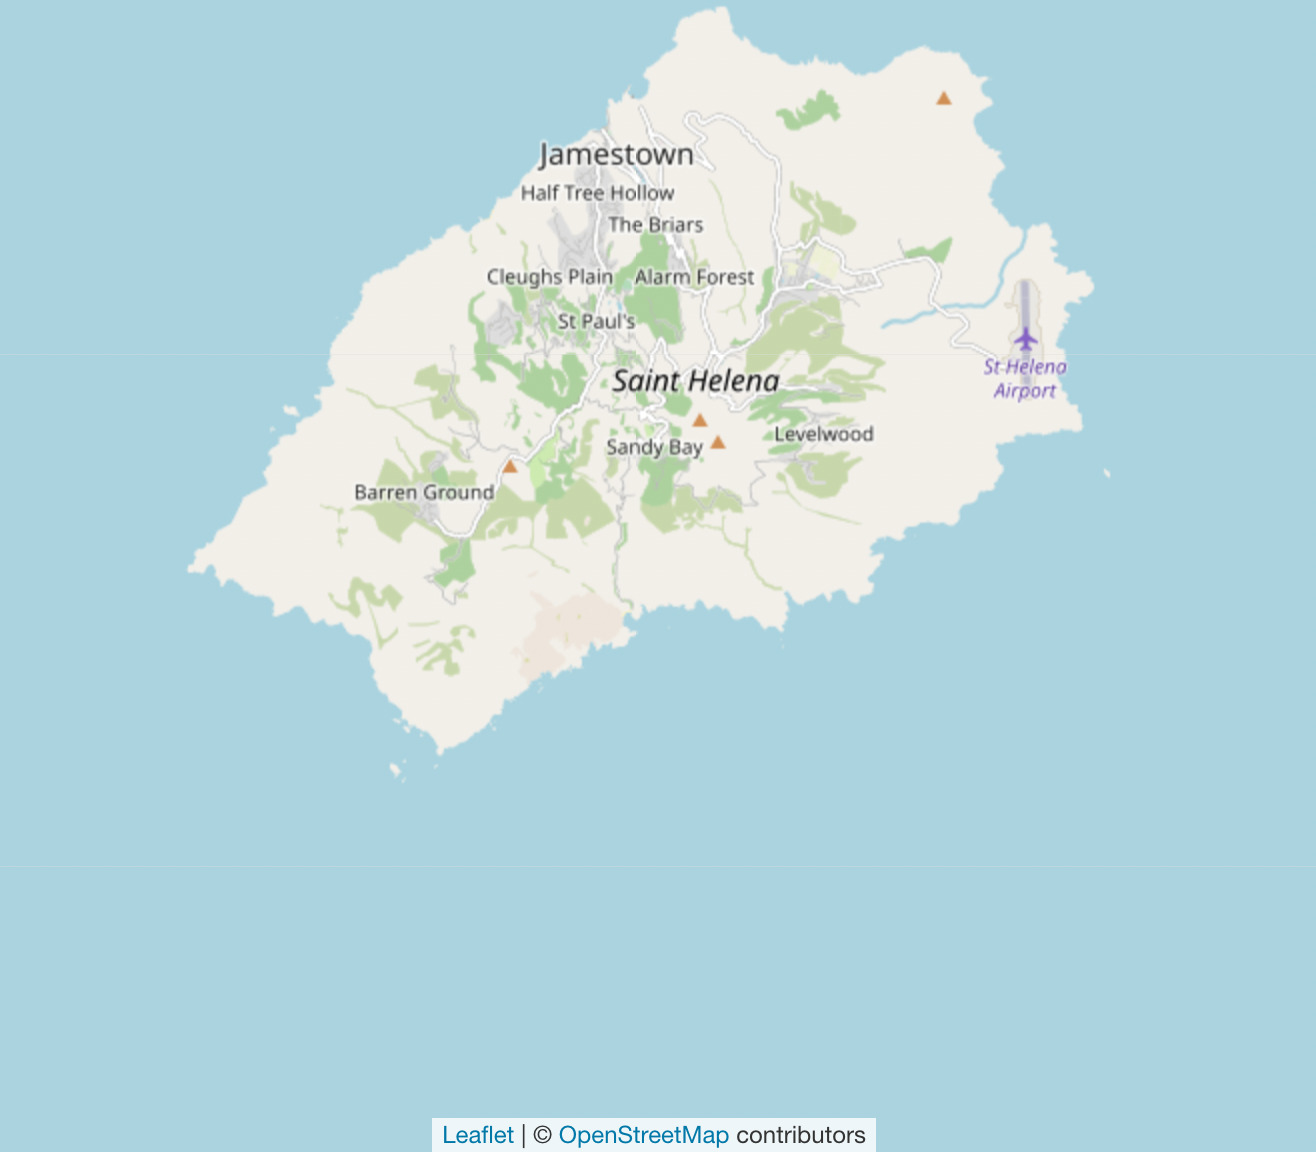 Jamestown
Half Tree Hollow
The Briars
Cleughs Plain
Alarm Forest
St Paul's
St Helena
Airport
Saint Helena
Levelwood
Sandy Bay
Barren Ground
Leaflet | © OpenStreetMap contributors